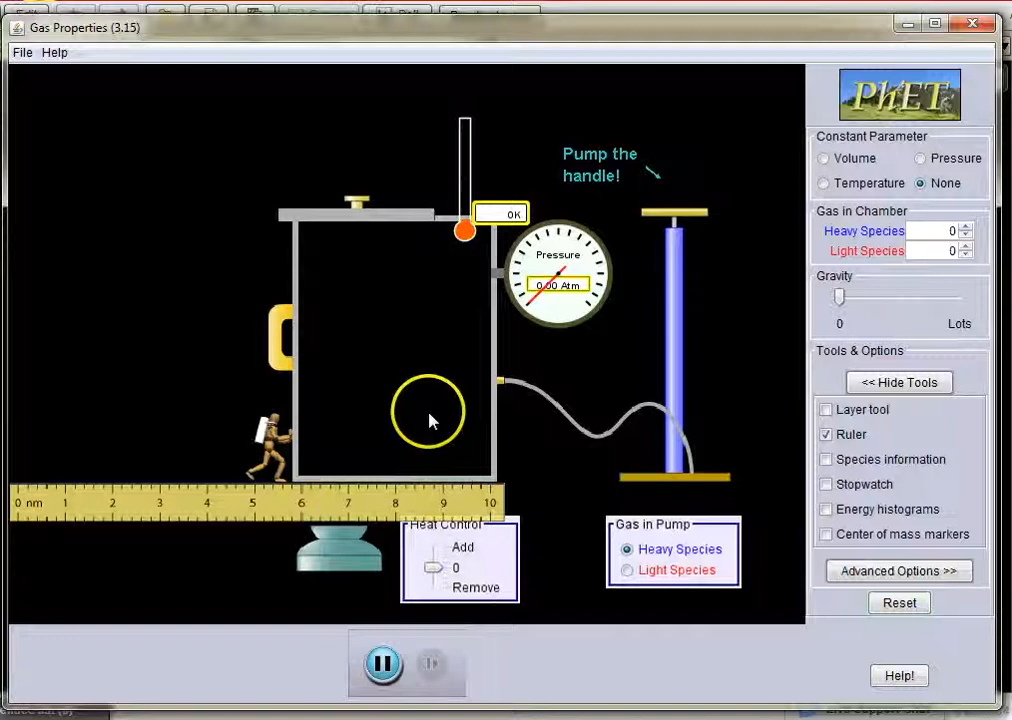 Gas Properties (3.15)
File Help
PhET
Pump the
handle!
0K
Pressure
0.00 Atm
0 nm 1 2 3 4 5 6 7 8 9 10
Heat Control
Add
0
Remove
Gas in Pump
Heavy Species
Light Species
Constant Parameter
Volume Pressure
Temperature None
Gas in Chamber
Heavy Species 0
Light Species 0
Gravity
0 Lots
Tools & Options
<< Hide Tools
Layer tool
Ruler
Species information
Stopwatch
Energy histograms
Center of mass markers
Advanced Options >>
Reset
Help!